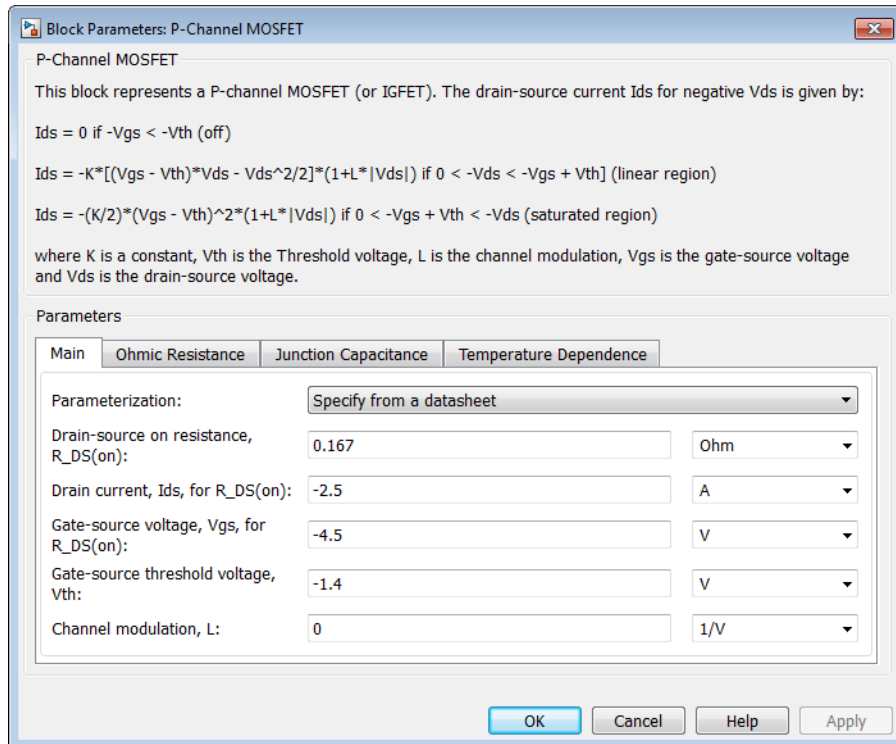 Block Parameters: P-Channel MOSFET
P-Channel MOSFET
This block represents a P-channel MOSFET (or IGFET). The drain-source current Ids for negative Vds is given by:
Ids = 0 if -Vgs < -Vth (off)
Ids = -K*[(Vgs - Vth)*Vds - Vds^2/2]*(1+L*|Vds|) if 0 < -Vds < -Vgs + Vth] (linear region)
Ids = -(K/2)*(Vgs - Vth)^2*(1+L*|Vds|) if 0 < -Vgs + Vth < -Vds (saturated region)
where K is a constant, Vth is the Threshold voltage, L is the channel modulation, Vgs is the gate-source voltage
and Vds is the drain-source voltage.
Parameters
Main Ohmic Resistance Junction Capacitance Temperature Dependence
Parameterization: Specify from a datasheet
Drain-source on resistance,
R_DS(on): 0.167 Ohm
Drain current, Ids, for R_DS(on): -2.5 A
Gate-source voltage, Vgs, for
R_DS(on): -4.5 V
Gate-source threshold voltage,
Vth: -1.4 V
Channel modulation, L: 0 1/V
OK Cancel Help Apply